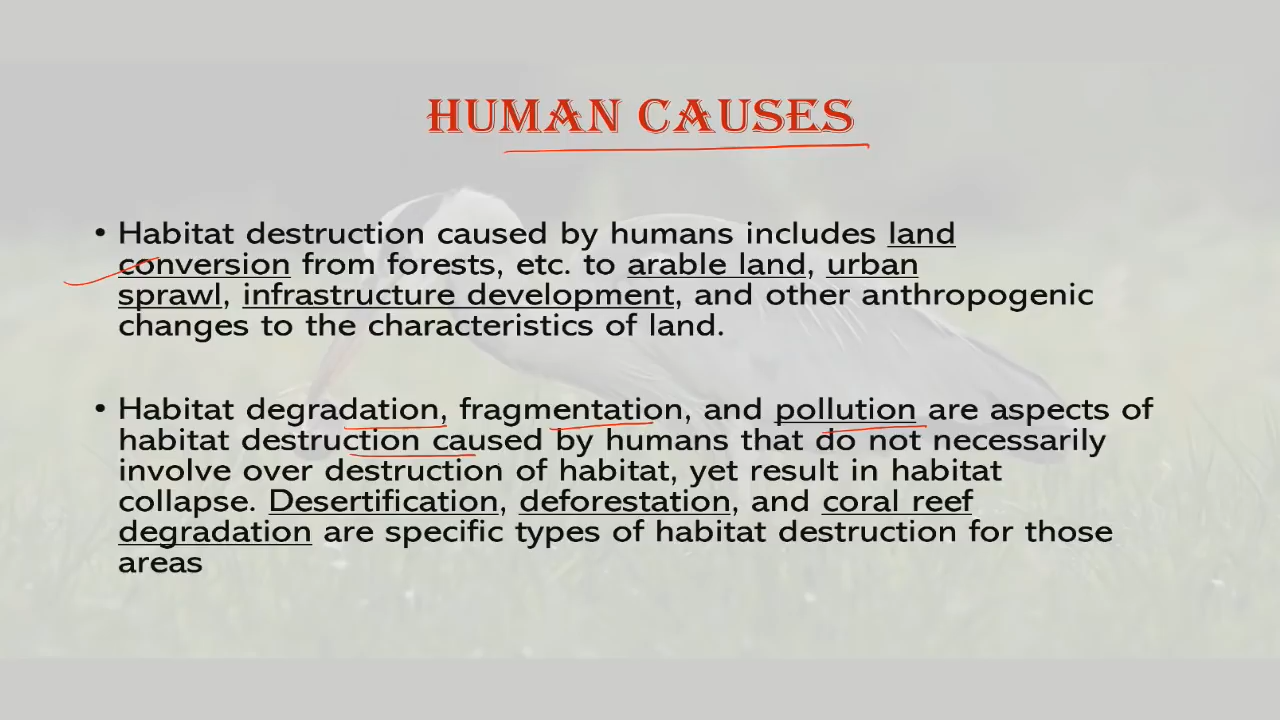 HUMAN CAUSES
• Habitat destruction caused by humans includes land
conversion from forests, etc. to arable land, urban
sprawl, infrastructure development, and other anthropogenic
changes to the characteristics of land.
• Habitat degradation, fragmentation, and pollution are aspects of
habitat destruction caused by humans that do not necessarily
involve over destruction of habitat, yet result in habitat
collapse. Desertification, deforestation, and coral reef
degradation are specific types of habitat destruction for those
areas